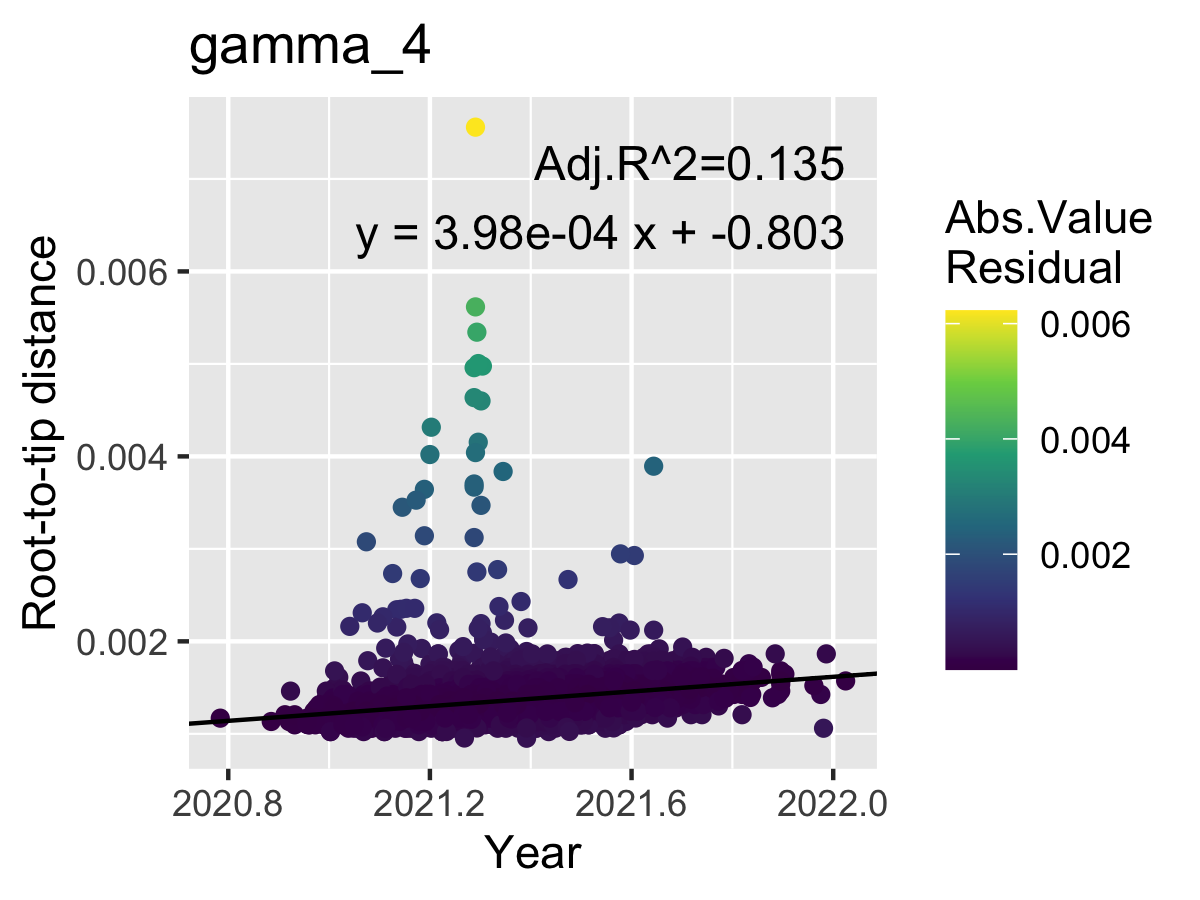 gamma_4
Adj.R^2=0.135
y = 3.98e-04 x + -0.803
Root-to-tip distance
0.006
0.004
0.002
2020.8
2021.2
2021.6
2022.0
Year
Abs.Value
Residual
0.006
0.004
0.002